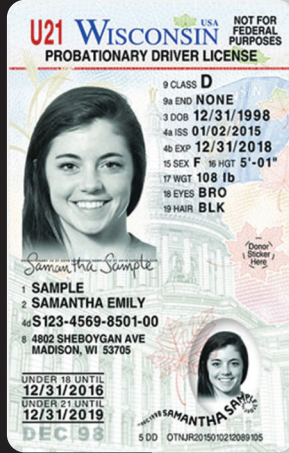 U21 WISCONSIN USA
NOT FOR
FEDERAL
PURPOSES
PROBATIONARY DRIVER LICENSE
9 CLASS D
9a END NONE
3 DOB 12/31/1998
4a ISS 01/02/2015
4b EXP 12/31/2018
15 SEX F 16 HGT 5'-01"
17 WGT 108 lb
18 EYES BRO
19 HAIR BLK
Donor
Sticker
Here
Samantha Sample
1 SAMPLE
2 SAMANTHA EMILY
4d S123-4569-8501-00
8 4802 SHEBOYGAN AVE
MADISON, WI 53705
UNDER 18 UNTIL
12/31/2016
UNDER 21 UNTIL
12/31/2019
DEC 98
SAMANTHA SAMPLE
5 DD OTNJR2015010212089105